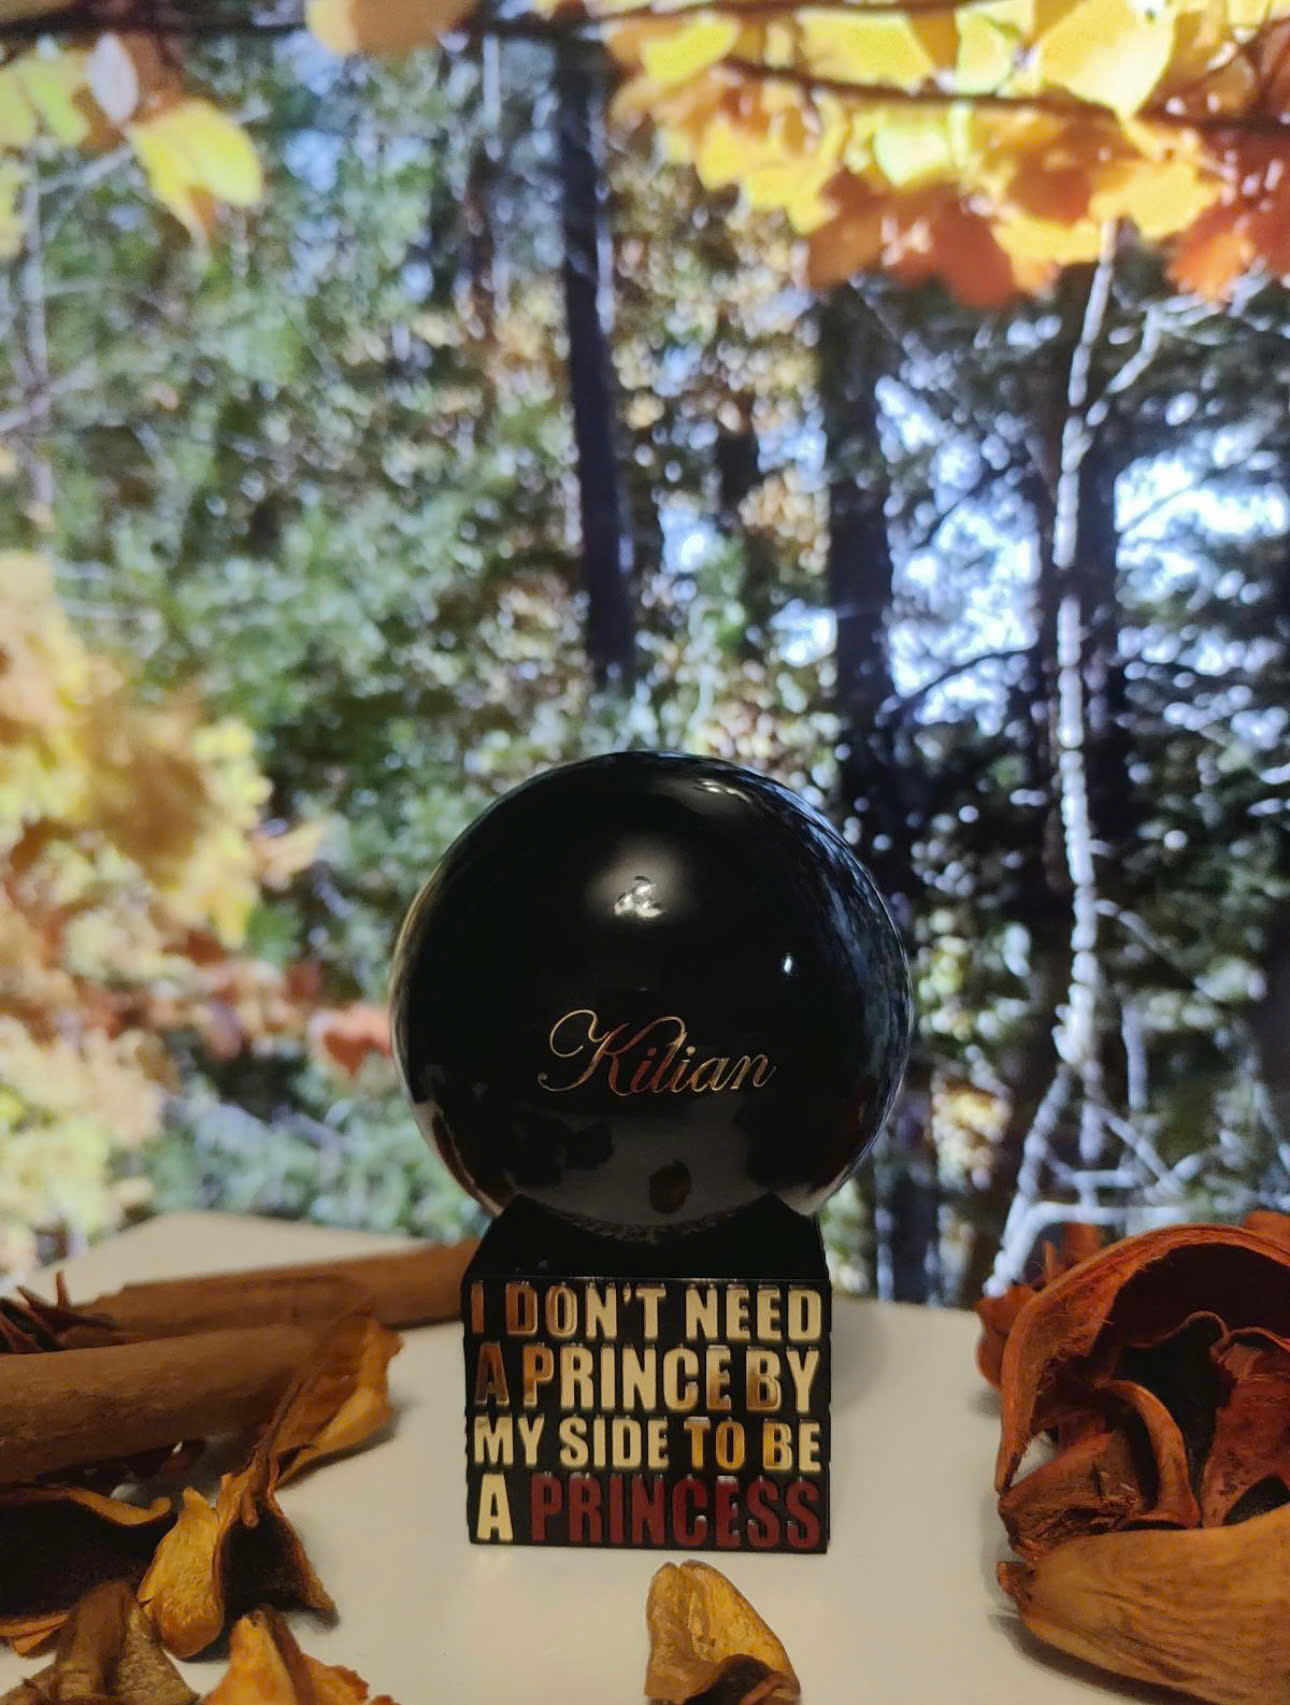 Kilian
I DON'T NEED
A PRINCE BY
MY SIDE TO BE
A PRINCESS